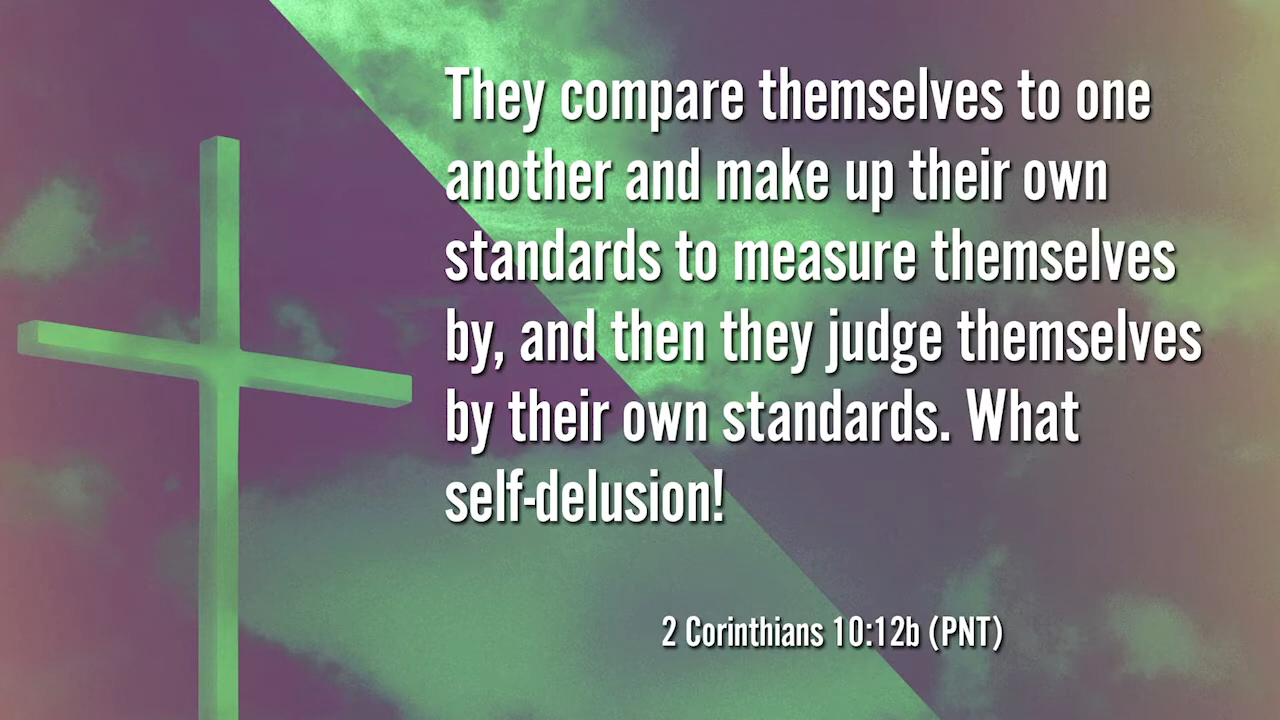 They compare themselves to one
another and make up their own
standards to measure themselves
by, and then they judge themselves
by their own standards. What
self-delusion!
2 Corinthians 10:12b (PNT)